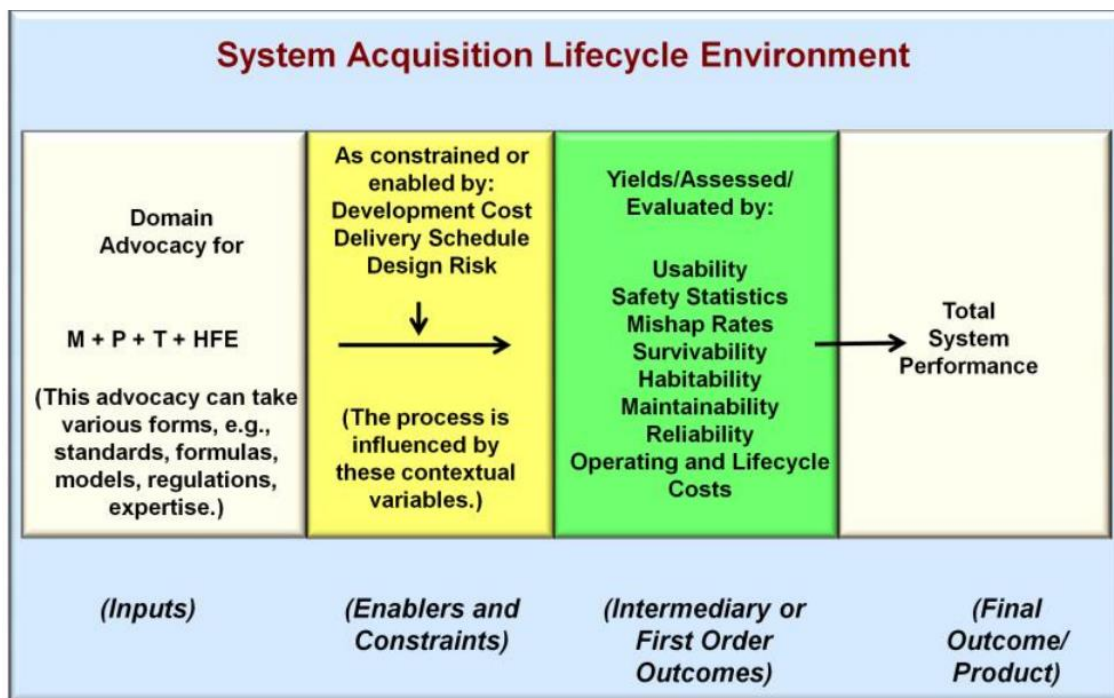 System Acquisition Lifecycle Environment
Domain
Advocacy for
M + P + T + HFE
(This advocacy can take
various forms, e.g.,
standards, formulas,
models, regulations,
expertise.)
As constrained or
enabled by:
Development Cost
Delivery Schedule
Design Risk
(The process is
influenced by
these contextual
variables.)
Yields/Assessed/
Evaluated by:
Usability
Safety Statistics
Mishap Rates
Survivability
Habitability
Maintainability
Reliability
Operating and Lifecycle
Costs
Total
System
Performance
(Inputs)
(Enablers and
Constraints)
(Intermediary or
First Order
Outcomes)
(Final
Outcome/
Product)